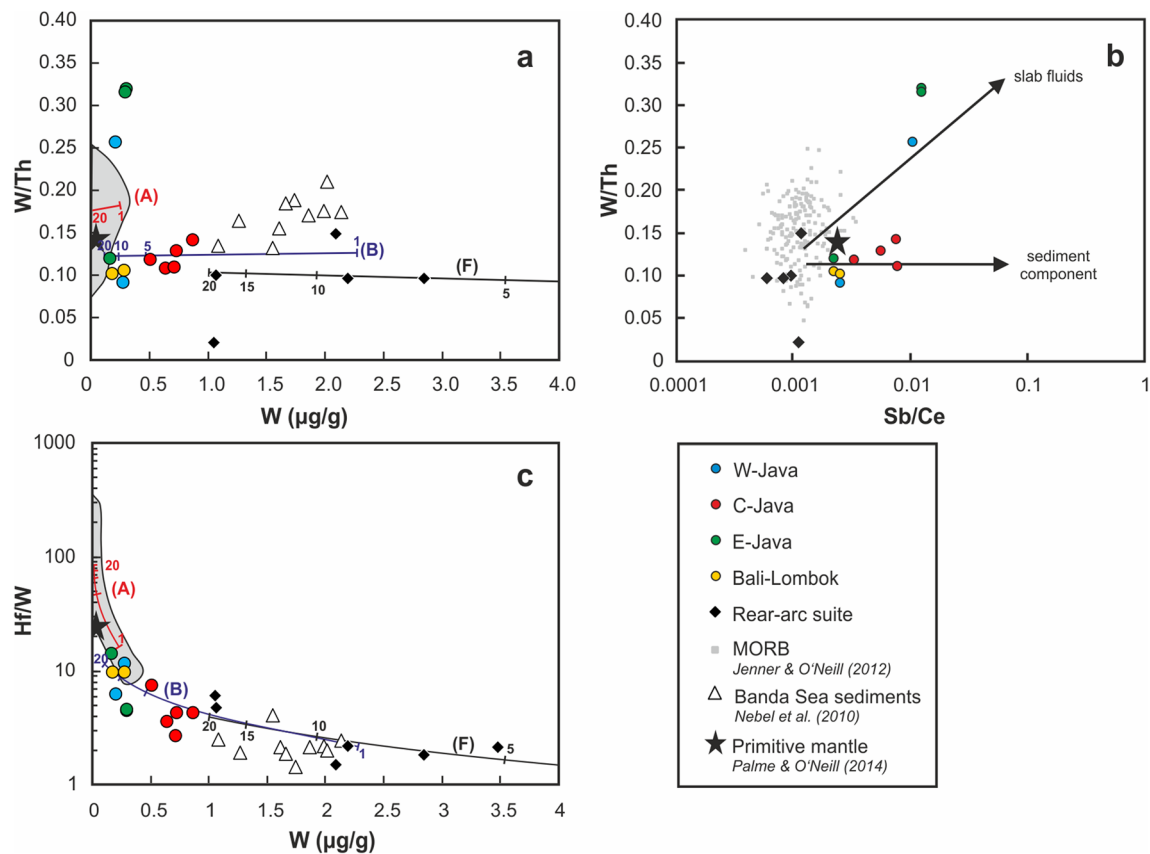 a
0.40
0.35
0.30
0.25
0.20
0.15
0.10
0.05
0
W/Th
(A)
20 1
20 10 5 1
(B)
(F)
20 15 10 5
0 0.5 1.0 1.5 2.0 2.5 3.0 3.5 4.0
W (µg/g)
b
0.40
0.35
0.30
0.25
0.20
0.15
0.10
0.05
0
W/Th
slab fluids
sediment
component
0.0001 0.001 0.01 0.1 1
Sb/Ce
c
1000
100
10
1
Hf/W
20
(A)
1
20
(B)
20 15 10
1
(F)
5
0 0.5 1 1.5 2 2.5 3 3.5 4
W (µg/g)
W-Java
C-Java
E-Java
Bali-Lombok
Rear-arc suite
MORB
Jenner & O'Neill (2012)
Banda Sea sediments
Nebel et al. (2010)
Primitive mantle
Palme & O'Neill (2014)